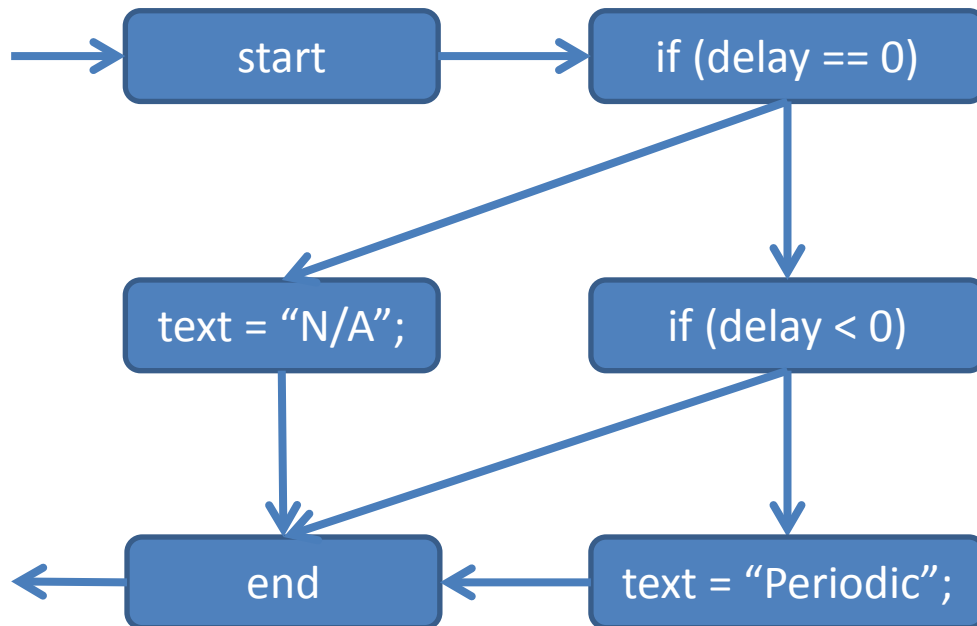 start
if (delay == 0)
text = “N/A”;
if (delay < 0)
end
text = “Periodic”;